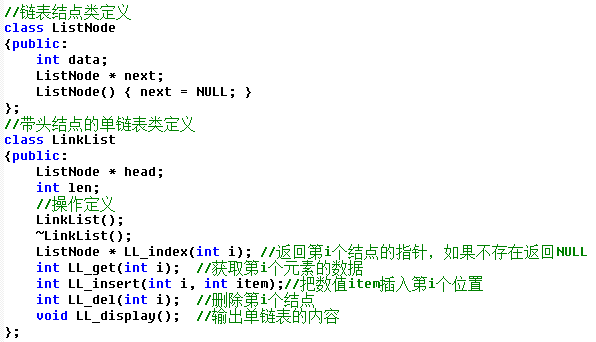 //链表结点类定义
class ListNode
{public:
    int data;
    ListNode * next;
    ListNode() { next = NULL; }
};
//带头结点的单链表类定义
class LinkList
{public:
    ListNode * head;
    int len;
    //操作定义
    LinkList();
    ~LinkList();
    ListNode * LL_index(int i); //返回第i个结点的指针，如果不存在返回NULL
    int LL_get(int i);  //获取第i个元素的数据
    int LL_insert(int i, int item);//把数值item插入第i个位置
    int LL_del(int i);  //删除第i个结点
    void LL_display();  //输出单链表的内容
};